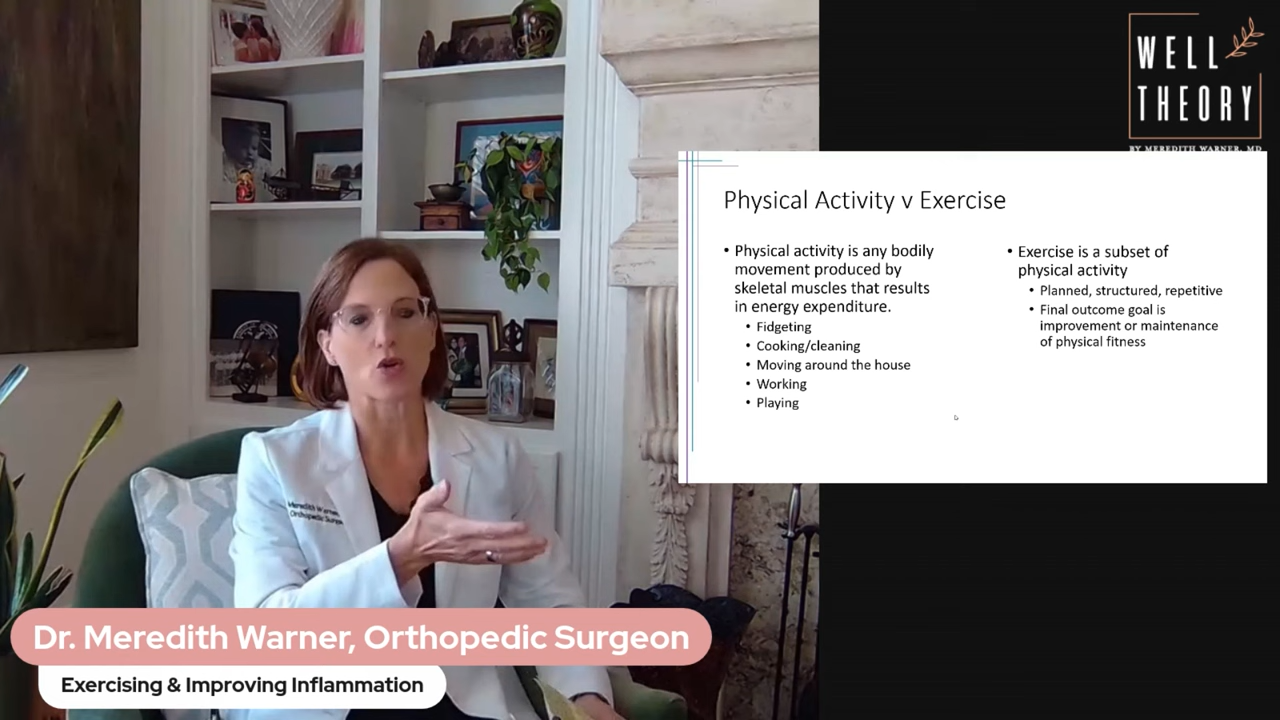 WELL
THEORY
BY MEREDITH WARNER, MD
Physical Activity v Exercise
• Physical activity is any bodily
movement produced by
skeletal muscles that results
in energy expenditure.
• Fidgeting
• Cooking/cleaning
• Moving around the house
• Working
• Playing
• Exercise is a subset of
physical activity
• Planned, structured, repetitive
• Final outcome goal is
improvement or maintenance
of physical fitness
Meredith Warner,
Orthopedic
Dr. Meredith Warner, Orthopedic Surgeon
Exercising & Improving Inflammation